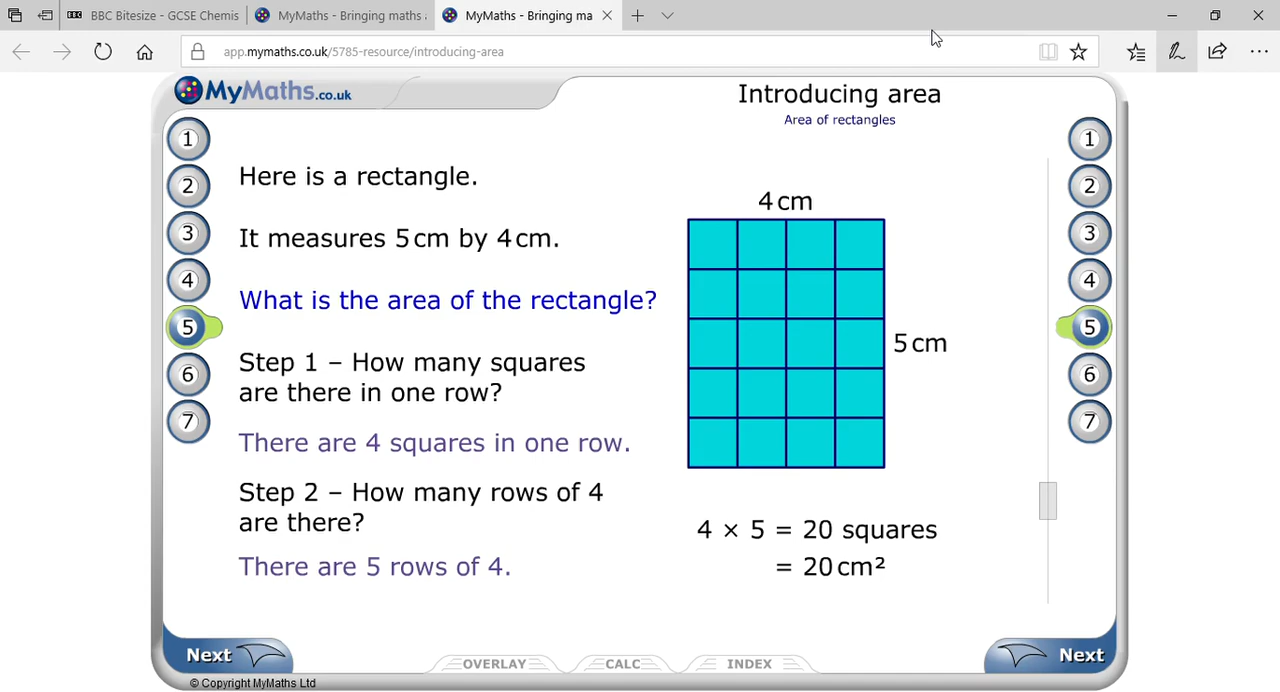 BBC Bitesize - GCSE Chemis
MyMaths - Bringing maths
MyMaths - Bringing ma
app.mymaths.co.uk/5785-resource/introducing-area
MyMaths.co.uk
Introducing area
Area of rectangles
1
2
3
4
5
6
7
Here is a rectangle.
It measures 5 cm by 4 cm.
What is the area of the rectangle?
Step 1 – How many squares
are there in one row?
There are 4 squares in one row.
Step 2 – How many rows of 4
are there?
There are 5 rows of 4.
4 cm
5 cm
4 × 5 = 20 squares
= 20 cm²
1
2
3
4
5
6
7
Next
OVERLAY
CALC
INDEX
Next
© Copyright MyMaths Ltd